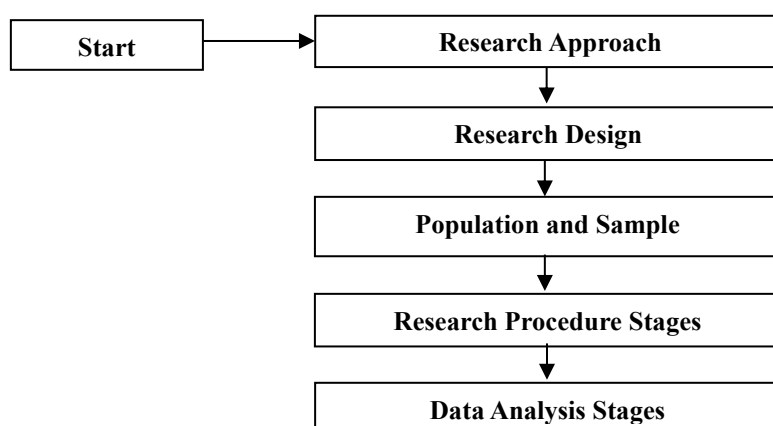 Start
Research Approach
Research Design
Population and Sample
Research Procedure Stages
Data Analysis Stages